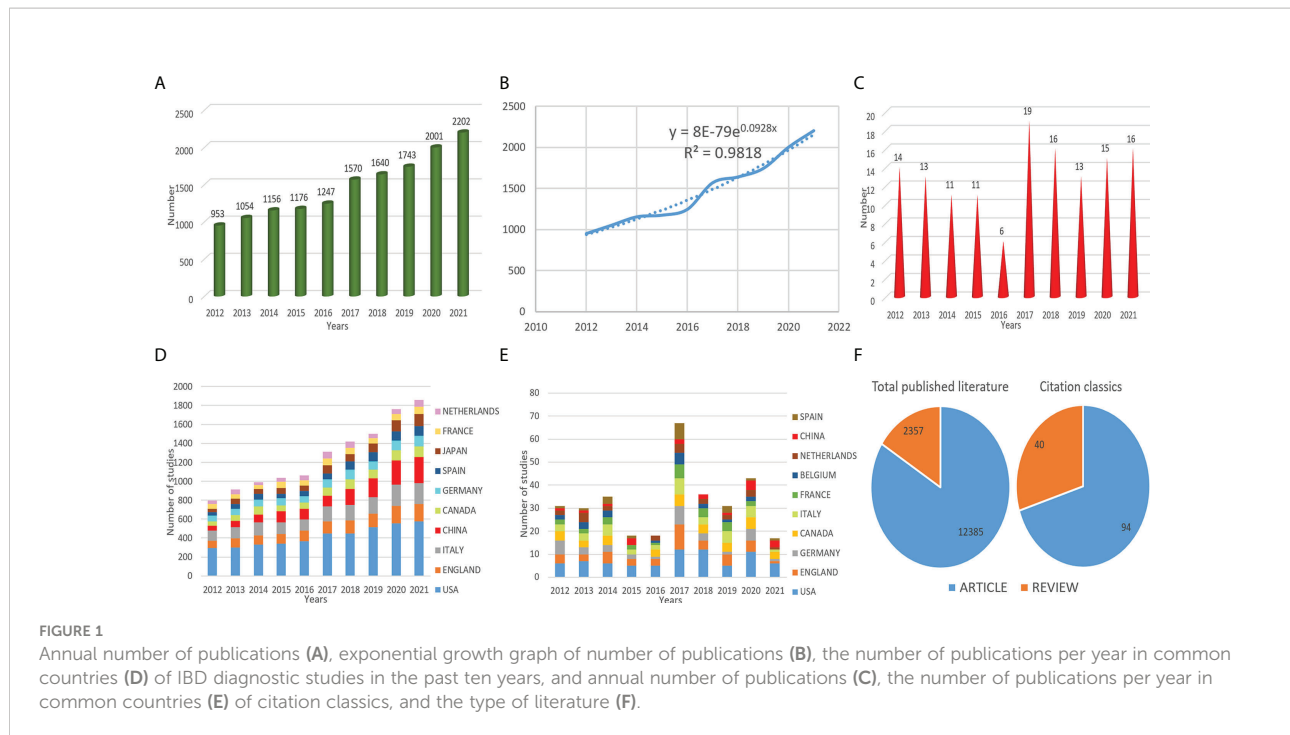 A
Number
2500
2000
1500
1000
500
0
953
1054
1156
1176
1247
1570
1640
1743
2001
2202
2012 2013 2014 2015 2016 2017 2018 2019 2020 2021
Years
B
2500
2000
1500
1000
500
0
y = 8E-79e^0.0928x
R² = 0.9818
2010 2012 2014 2016 2018 2020 2022
C
Number
20
18
16
14
12
10
8
6
4
2
0
14
13
11
11
6
19
16
13
15
16
2012 2013 2014 2015 2016 2017 2018 2019 2020 2021
Years
D
Number of studies
2000
1800
1600
1400
1200
1000
800
600
400
200
0
2012 2013 2014 2015 2016 2017 2018 2019 2020 2021
Years
NETHERLANDS
FRANCE
JAPAN
SPAIN
GERMANY
CANADA
CHINA
ITALY
ENGLAND
USA
E
Number of studies
80
70
60
50
40
30
20
10
0
2012 2013 2014 2015 2016 2017 2018 2019 2020 2021
Years
SPAIN
CHINA
NETHERLANDS
BELGIUM
FRANCE
ITALY
CANADA
GERMANY
ENGLAND
USA
F
Total published literature
2357
12385
Citation classics
40
94
ARTICLE REVIEW
FIGURE 1
Annual number of publications (A), exponential growth graph of number of publications (B), the number of publications per year in common
countries (D) of IBD diagnostic studies in the past ten years, and annual number of publications (C), the number of publications per year in
common countries (E) of citation classics, and the type of literature (F).